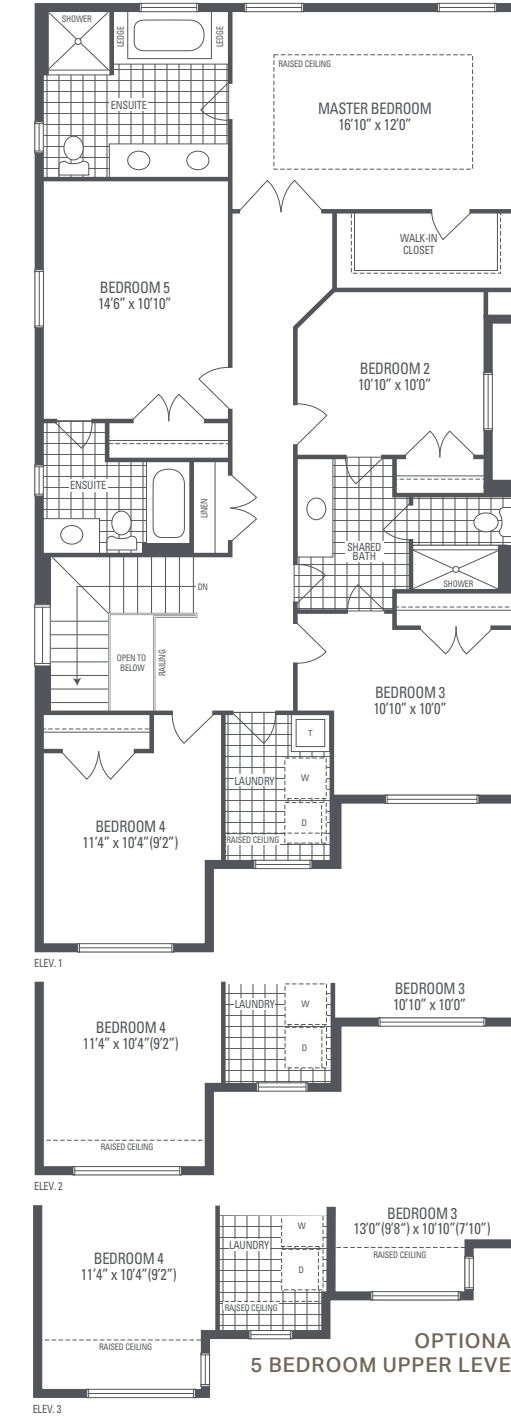 SHOWER
LEDGE
LEDGE
ENSUITE
RAISED CEILING
MASTER BEDROOM
16'10" x 12'0"
WALK-IN
CLOSET
BEDROOM 5
14'6" x 10'10"
BEDROOM 2
10'10" x 10'0"
ENSUITE
LINEN
SHARED
BATH
SHOWER
DN
OPEN TO
BELOW
RAILING
BEDROOM 3
10'10" x 10'0"
T
LAUNDRY
W
D
RAISED CEILING
BEDROOM 4
11'4" x 10'4"(9'2")
ELEV. 1
BEDROOM 3
10'10" x 10'0"
LAUNDRY
W
D
BEDROOM 4
11'4" x 10'4"(9'2")
RAISED CEILING
ELEV. 2
BEDROOM 3
13'0"(9'8") x 10'10"(7'10")
RAISED CEILING
W
LAUNDRY
D
RAISED CEILING
BEDROOM 4
11'4" x 10'4"(9'2")
RAISED CEILING
OPTIONA
5 BEDROOM UPPER LEVE
ELEV. 3